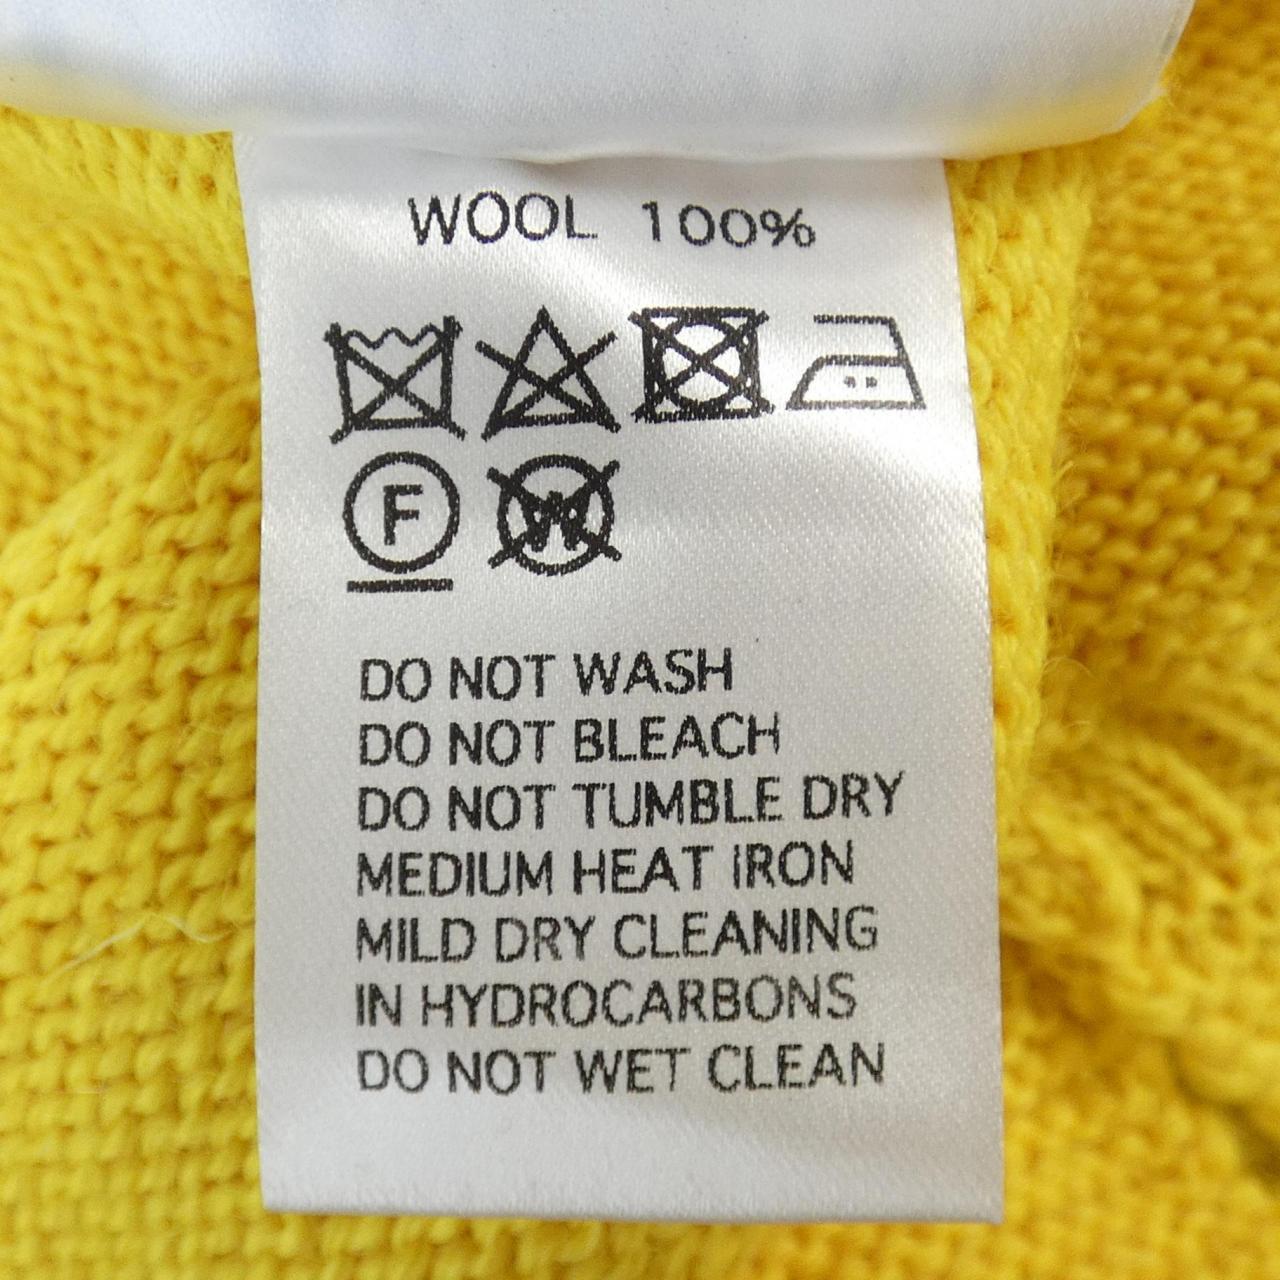 WOOL 100%
F W
DO NOT WASH
DO NOT BLEACH
DO NOT TUMBLE DRY
MEDIUM HEAT IRON
MILD DRY CLEANING
IN HYDROCARBONS
DO NOT WET CLEAN